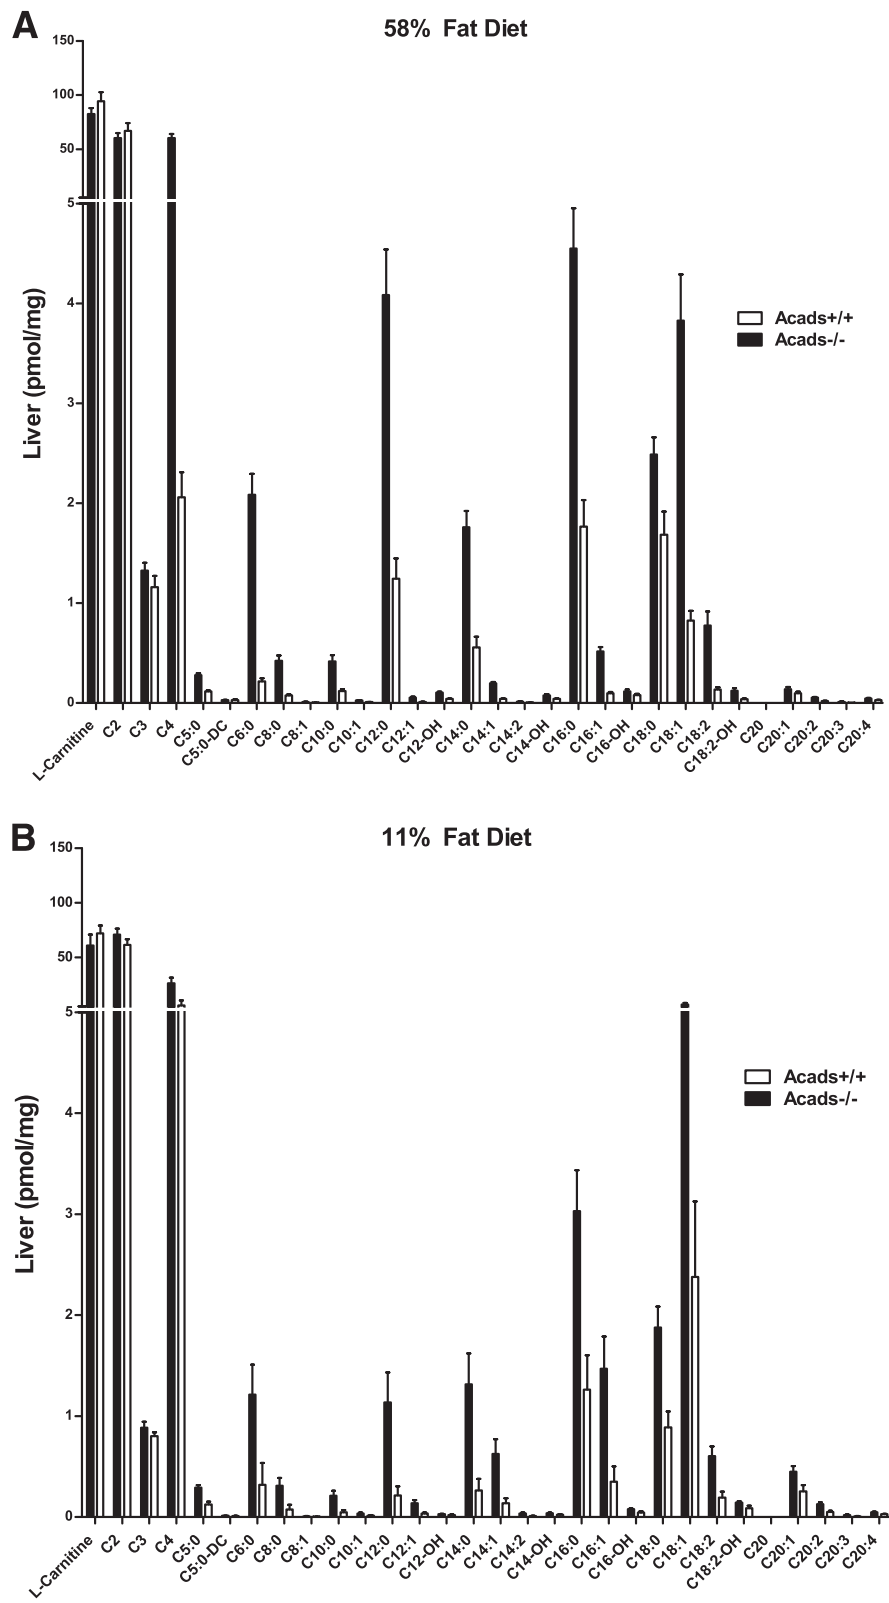 A
58% Fat Diet
150
100
50
5
4
3
2
1
0
Liver (pmol/mg)
Acads+/+
Acads-/-
L-Carnitine
C2
C3
C4
C5:0
C5:0-DC
C6:0
C8:0
C8:1
C10:0
C10:1
C12:0
C12:1
C12-OH
C14:0
C14:1
C14:2
C14-OH
C16:0
C16:1
C16-OH
C18:0
C18:1
C18:2
C18:2-OH
C20
C20:1
C20:2
C20:3
C20:4
B
11% Fat Diet
150
100
50
5
4
3
2
1
0
Liver (pmol/mg)
Acads+/+
Acads-/-
L-Carnitine
C2
C3
C4
C5:0
C5:0-DC
C6:0
C8:0
C8:1
C10:0
C10:1
C12:0
C12:1
C12-OH
C14:0
C14:1
C14:2
C14-OH
C16:0
C16:1
C16-OH
C18:0
C18:1
C18:2
C18:2-OH
C20
C20:1
C20:2
C20:3
C20:4